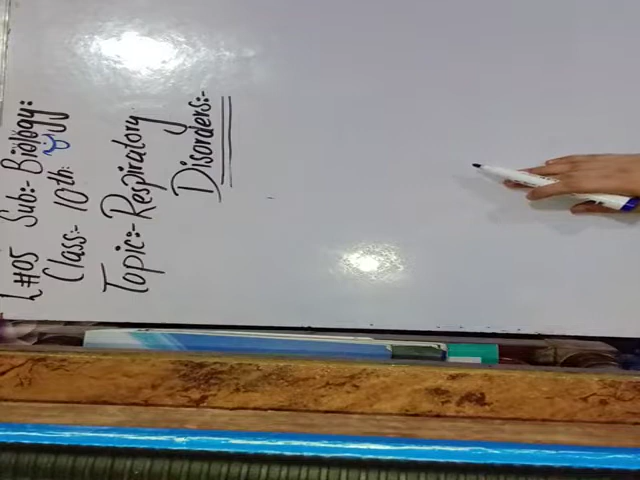 L#05 Sub:- Biology:
Class:- 10th:
Topic:- Respiratory
Disorders:-